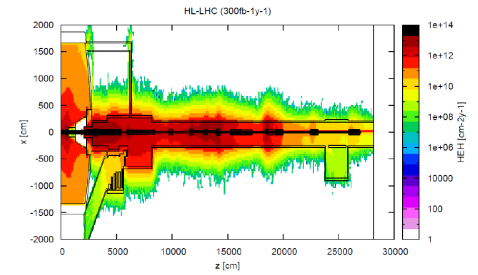 HL-LHC (300fb-1y-1)
2000
1500
1000
500
0
-500
-1000
-1500
-2000
x [cm]
0
5000
10000
15000
20000
25000
30000
z [cm]
1e+14
1e+12
1e+10
1e+08
1e+06
10000
100
1
HEH [cm-2y-1]